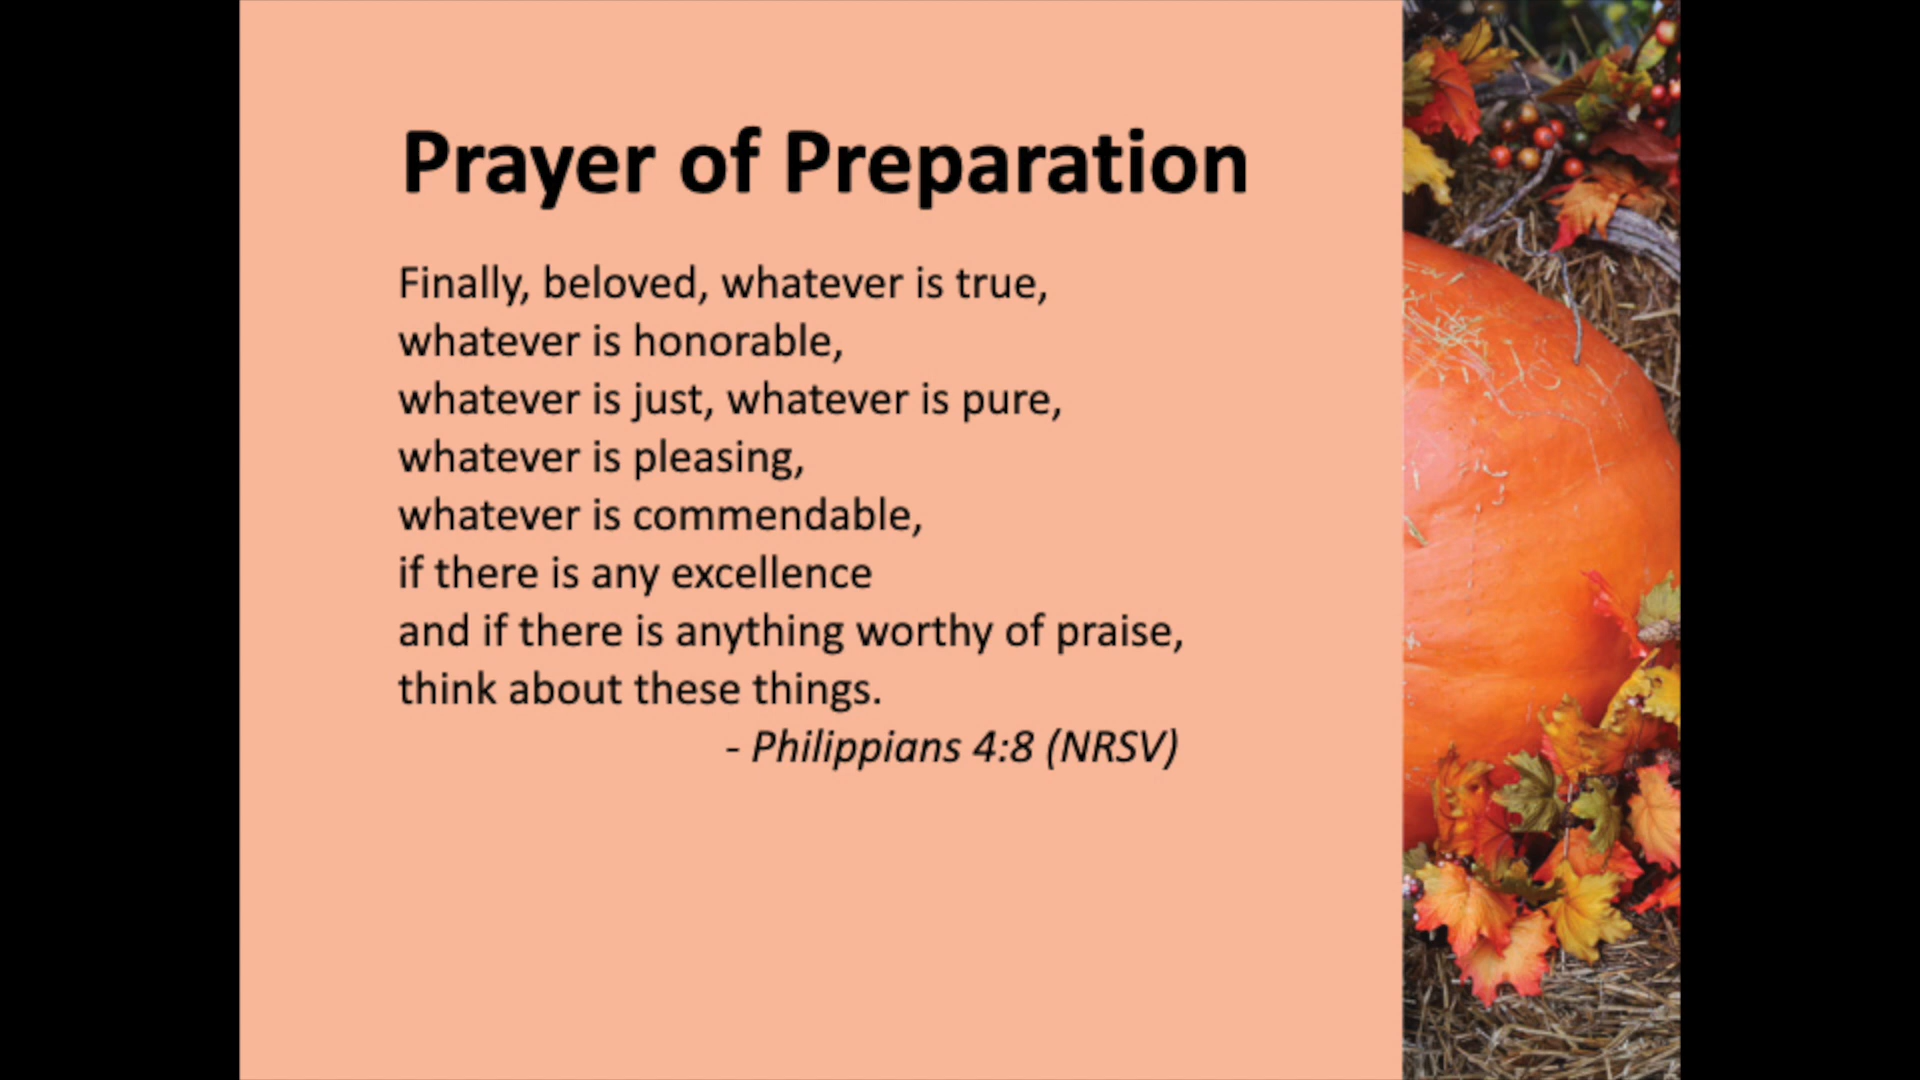 Prayer of Preparation
Finally, beloved, whatever is true,
whatever is honorable,
whatever is just, whatever is pure,
whatever is pleasing,
whatever is commendable,
if there is any excellence
and if there is anything worthy of praise,
think about these things.
- Philippians 4:8 (NRSV)